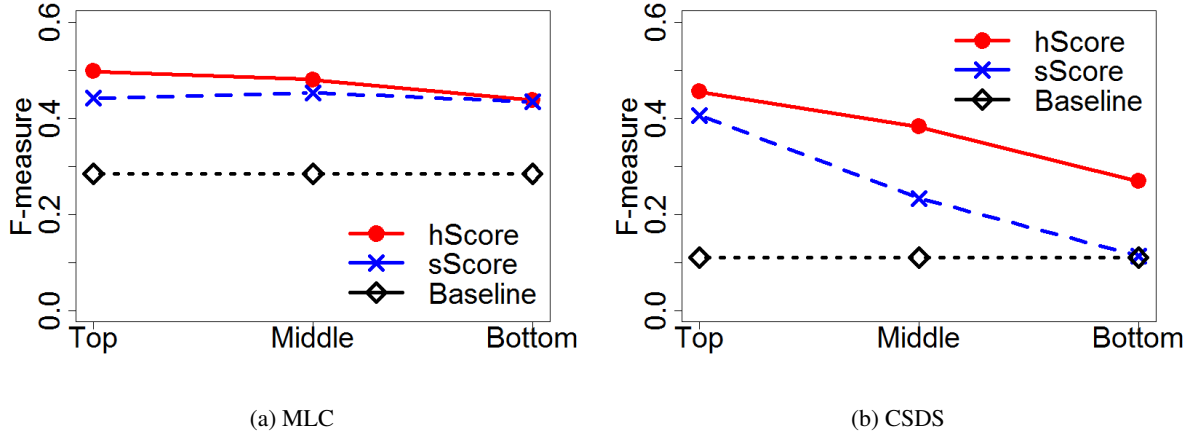 F-measure
0.6
0.4
0.2
0.0
hScore
sScore
Baseline
Top Middle Bottom
(a) MLC
F-measure
0.6
0.4
0.2
0.0
hScore
sScore
Baseline
Top Middle Bottom
(b) CSDS